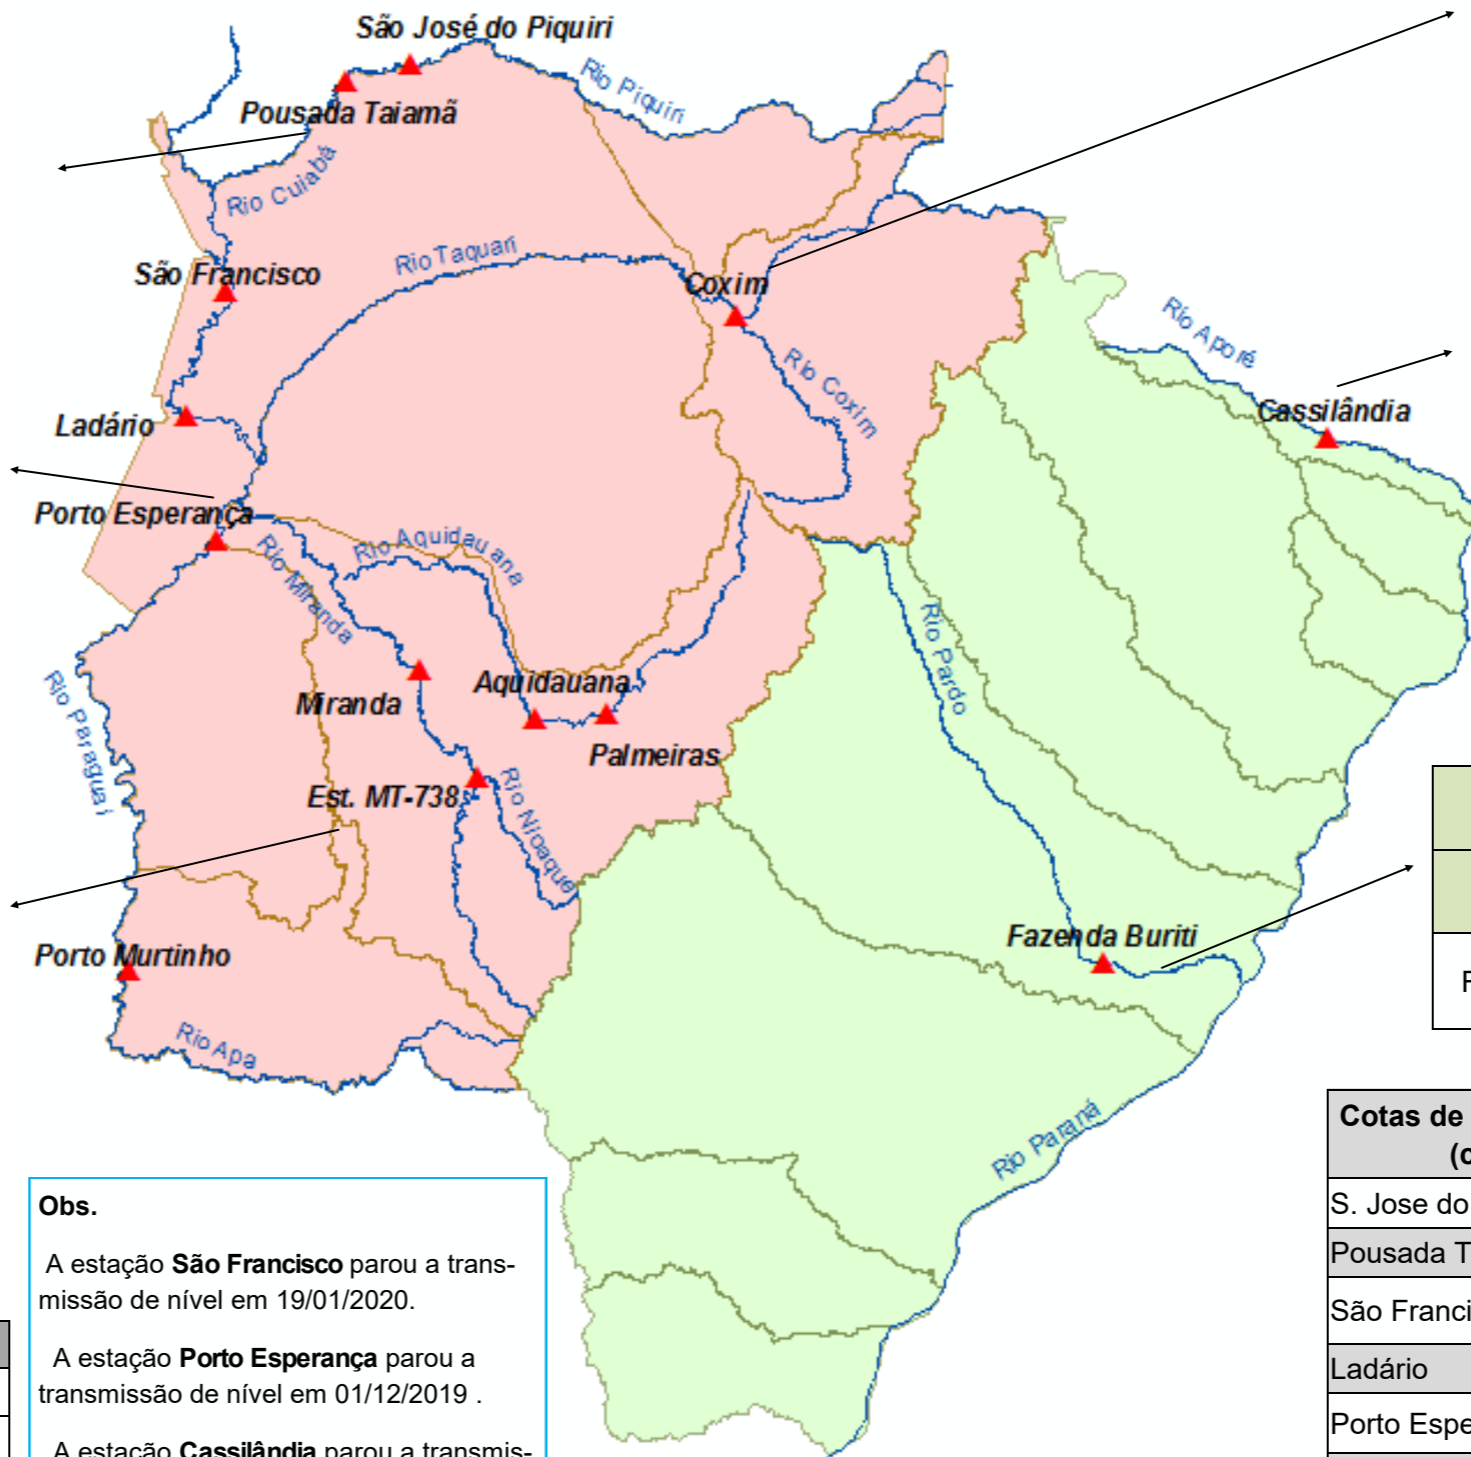 São José do Piquiri
Rio Piquiri
Pousada Taiamã
Rio Cuiabá
Rio Taquari
São Francisco
Coxim
Rio Aporé
Rio Coxim
Cassilândia
Ladário
Porto Esperança
Rio Aquidauana
Rio Miranda
Rio Pardo
Rio Paraguai
Aquidauana
Miranda
Palmeiras
Est. MT-738
Rio Nioaque
Fazenda Buriti
Porto Murtinho
Rio Apa
Rio Paraná
Obs.
A estação São Francisco parou a trans-
missão de nível em 19/01/2020.
A estação Porto Esperança parou a
transmissão de nível em 01/12/2019 .
A estação Cassilândia parou a transmis-
F
Cotas de
(c
S. Jose do
Pousada T
São Franci
Ladário
Porto Espe